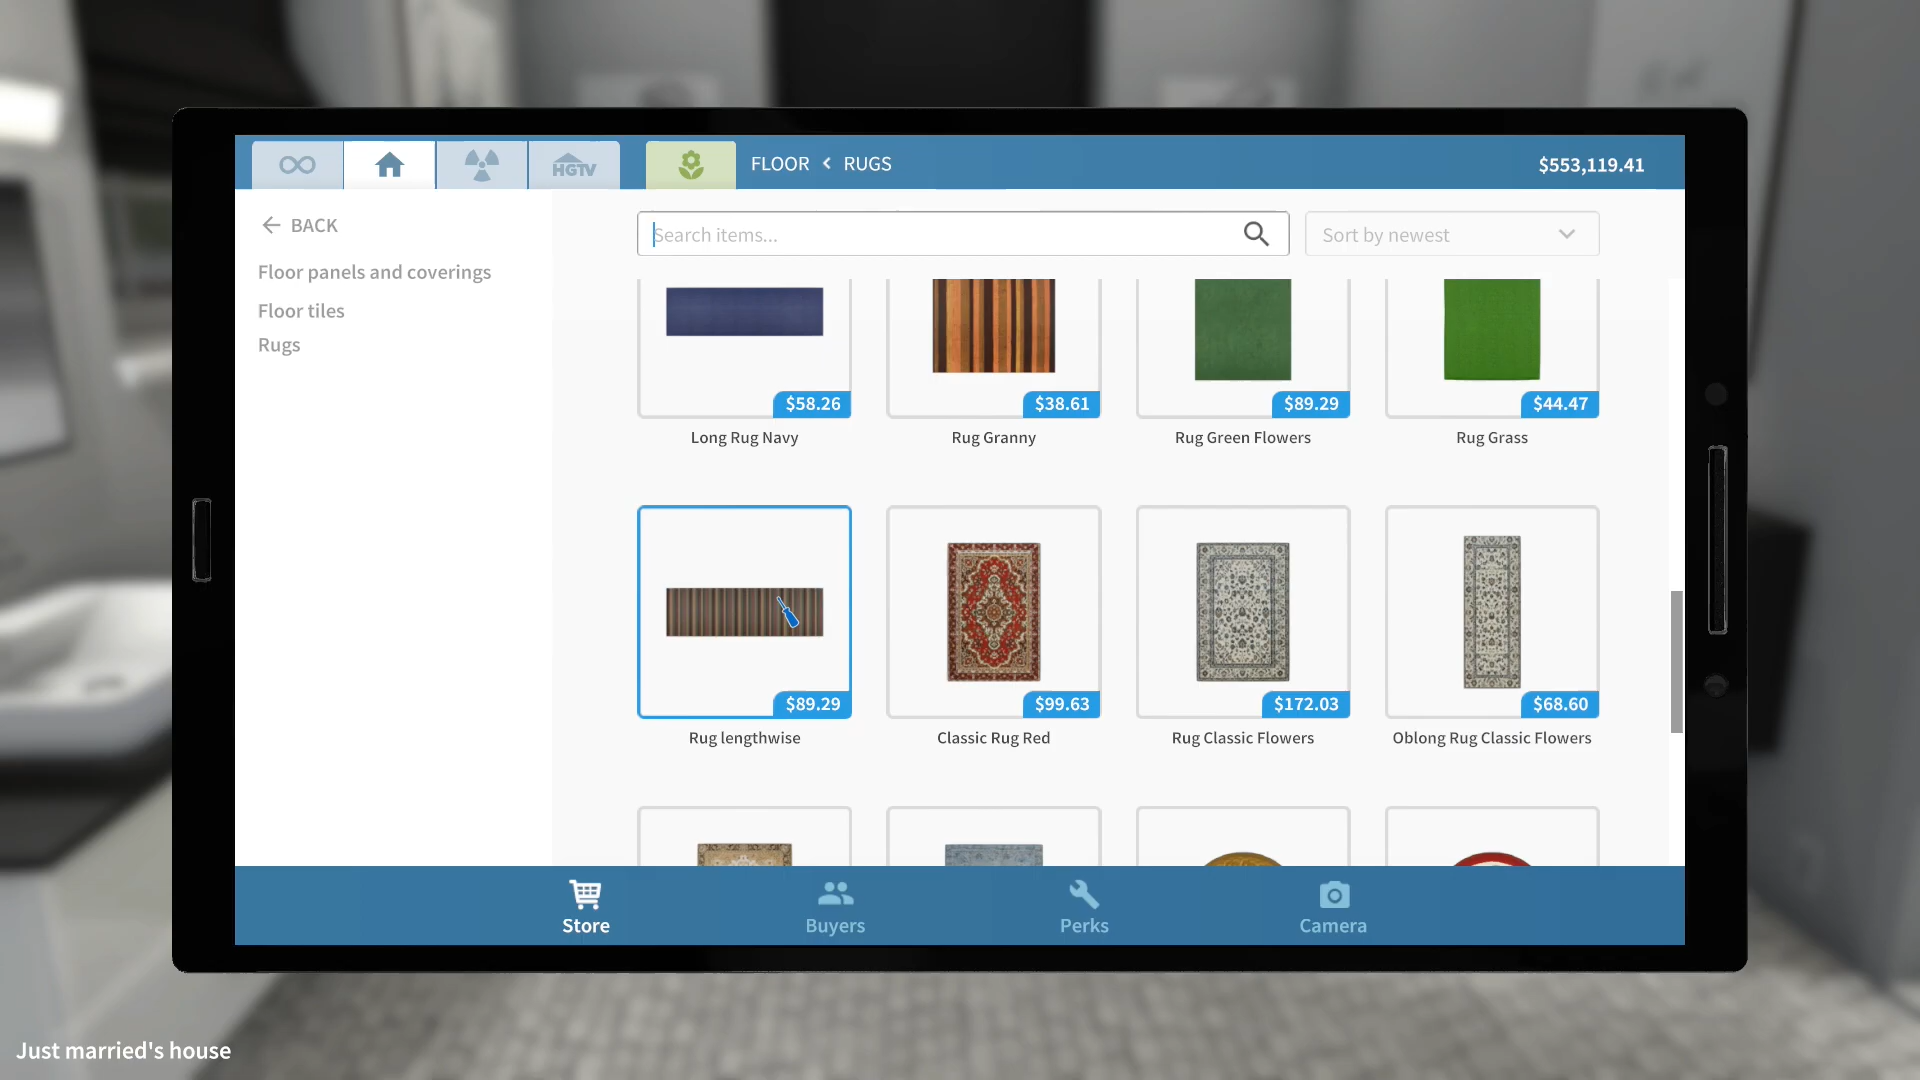 HGTV
FLOOR < RUGS
$553,119.41
BACK
Floor panels and coverings
Floor tiles
Rugs
Search items...
Sort by newest
$58.26
$38.61
$89.29
$44.47
Long Rug Navy
Rug Granny
Rug Green Flowers
Rug Grass
$89.29
$99.63
$172.03
$68.60
Rug lengthwise
Classic Rug Red
Rug Classic Flowers
Oblong Rug Classic Flowers
Store
Buyers
Perks
Camera
Just married's house